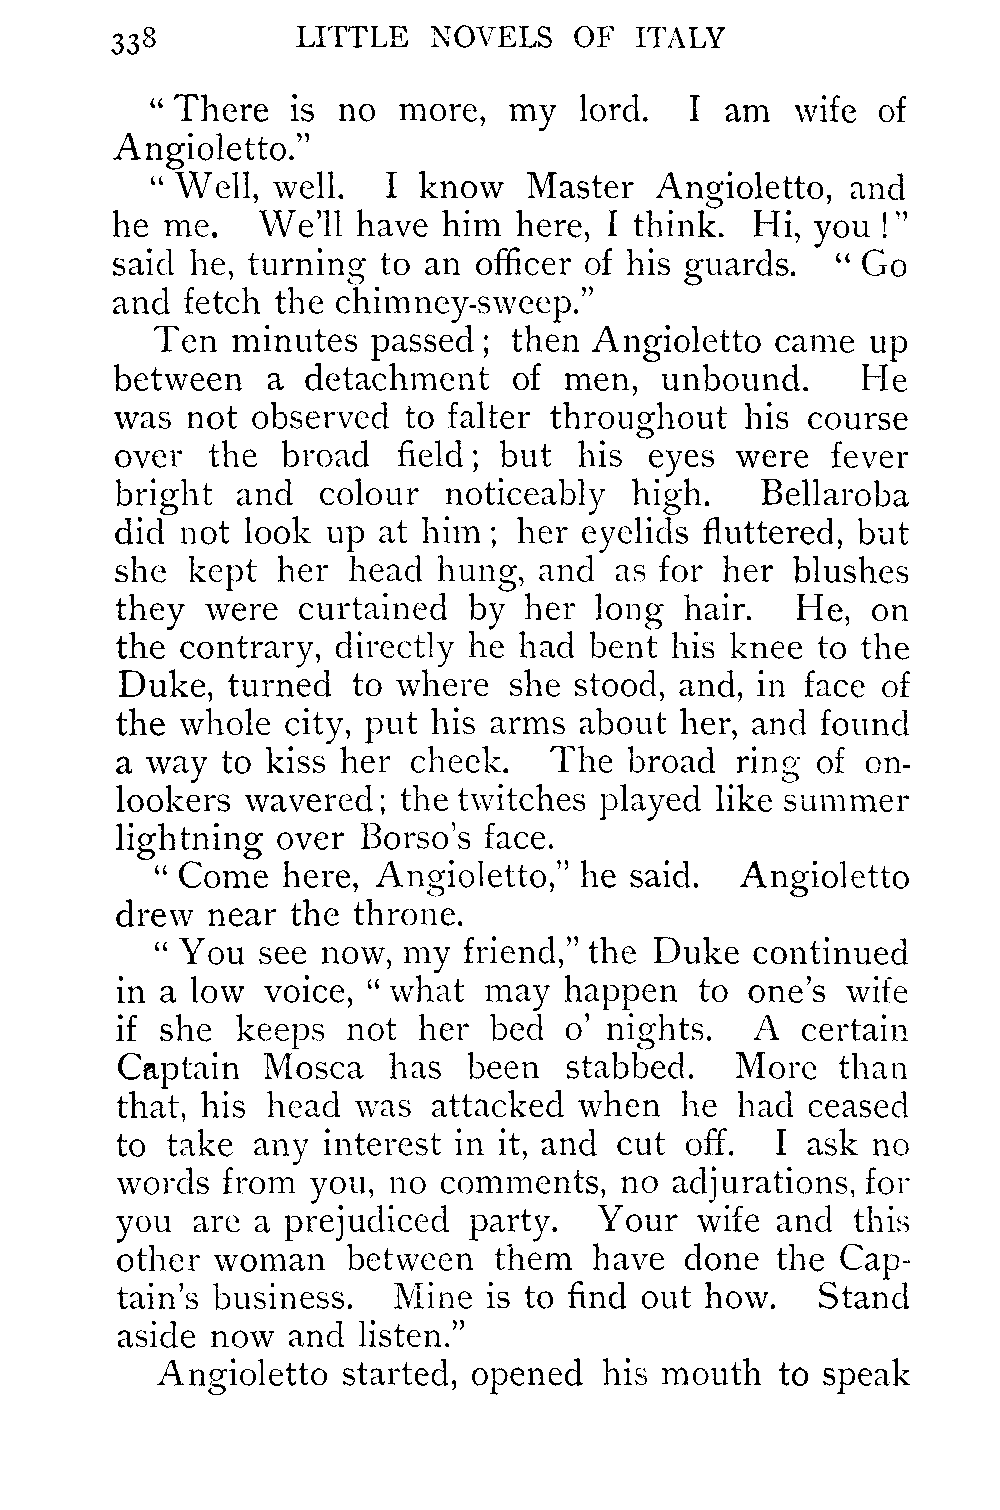 338 LITTLE NOVELS OF ITALY
“There is no more, my lord. I am wife of
Angioletto.”
“Well, well. I know Master Angioletto, and
he me. We'll have him here, I think. Hi, you!”
said he, turning to an officer of his guards. “Go
and fetch the chimney-sweep.”
Ten minutes passed; then Angioletto came up
between a detachment of men, unbound. He
was not observed to falter throughout his course
over the broad field; but his eyes were fever
bright and colour noticeably high. Bellaroba
did not look up at him; her eyelids fluttered, but
she kept her head hung, and as for her blushes
they were curtained by her long hair. He, on
the contrary, directly he had bent his knee to the
Duke, turned to where she stood, and, in face of
the whole city, put his arms about her, and found
a way to kiss her cheek. The broad ring of on-
lookers wavered; the twitches played like summer
lightning over Borso's face.
“Come here, Angioletto,” he said. Angioletto
drew near the throne.
“You see now, my friend,” the Duke continued
in a low voice, “what may happen to one's wife
if she keeps not her bed o' nights. A certain
Captain Mosca has been stabbed. More than
that, his head was attacked when he had ceased
to take any interest in it, and cut off. I ask no
words from you, no comments, no adjurations, for
you are a prejudiced party. Your wife and this
other woman between them have done the Cap-
tain's business. Mine is to find out how. Stand
aside now and listen.”
Angioletto started, opened his mouth to speak